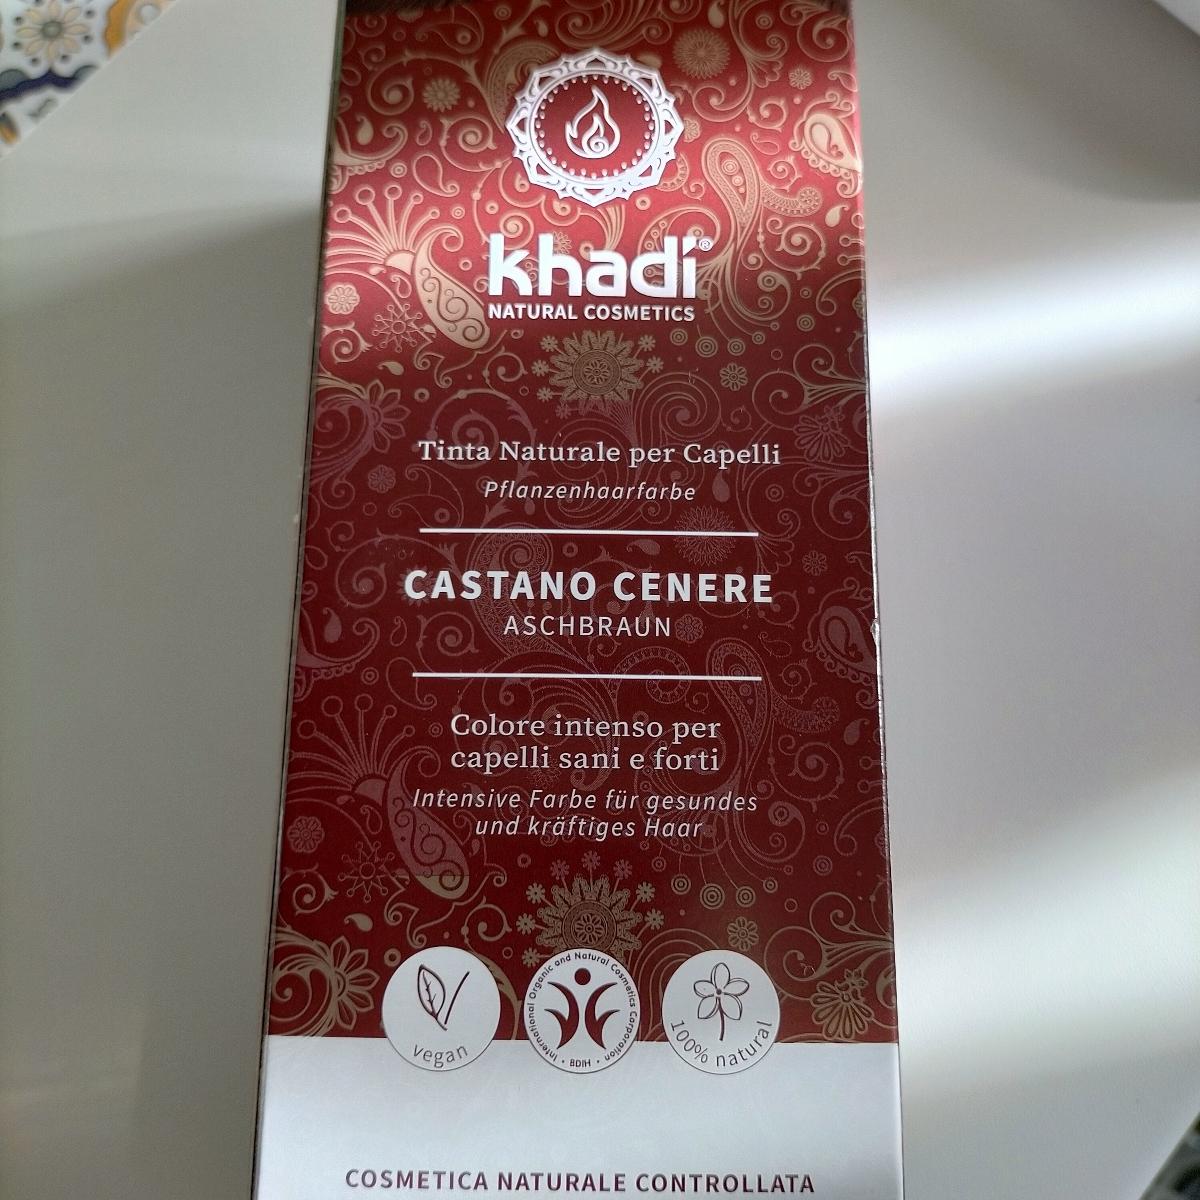 khadí®
NATURAL COSMETICS
Tinta Naturale per Capelli
Pflanzenhaarfarbe
CASTANO CENERE
ASCHBRAUN
Colore intenso per
capelli sani e forti
Intensive Farbe für gesundes
und kräftiges Haar
vegan
International Organic and Natural Cosmetics Corporation
· BDIH ·
100% natural
COSMETICA NATURALE CONTROLLATA